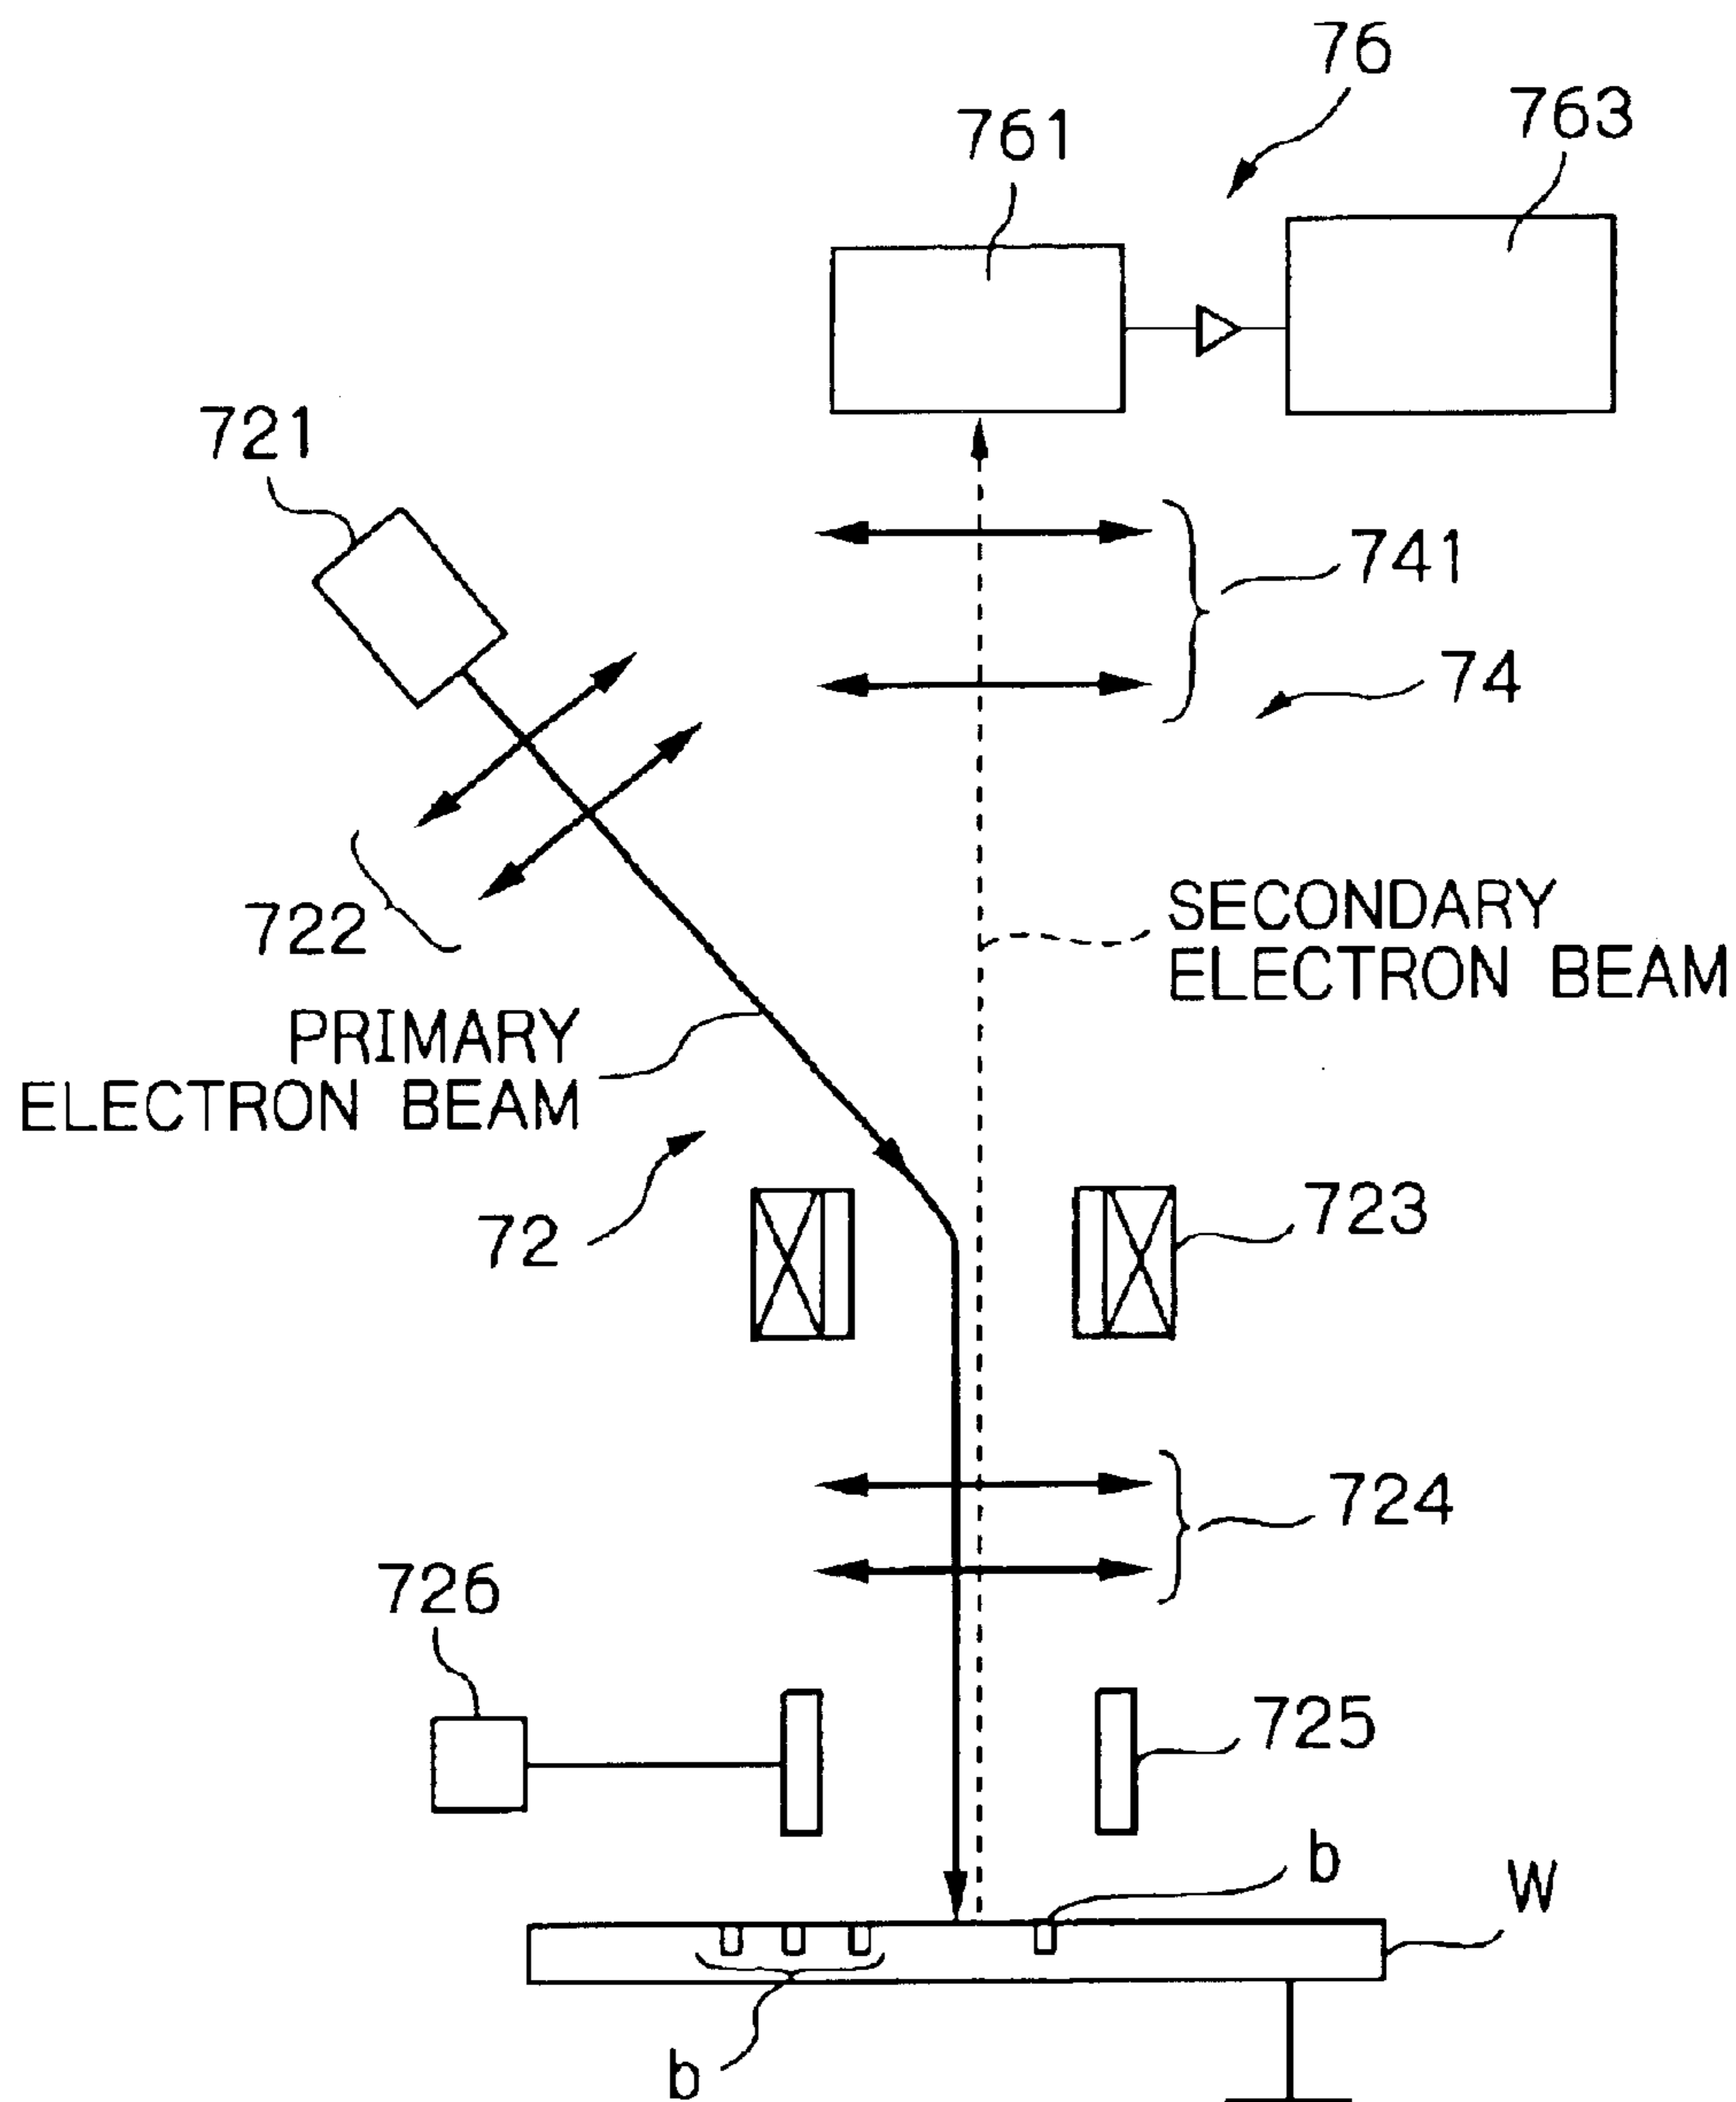 76
761
763
721
741
74
722
SECONDARY
ELECTRON BEAM
PRIMARY
ELECTRON BEAM
72
723
724
726
725
b
W
b